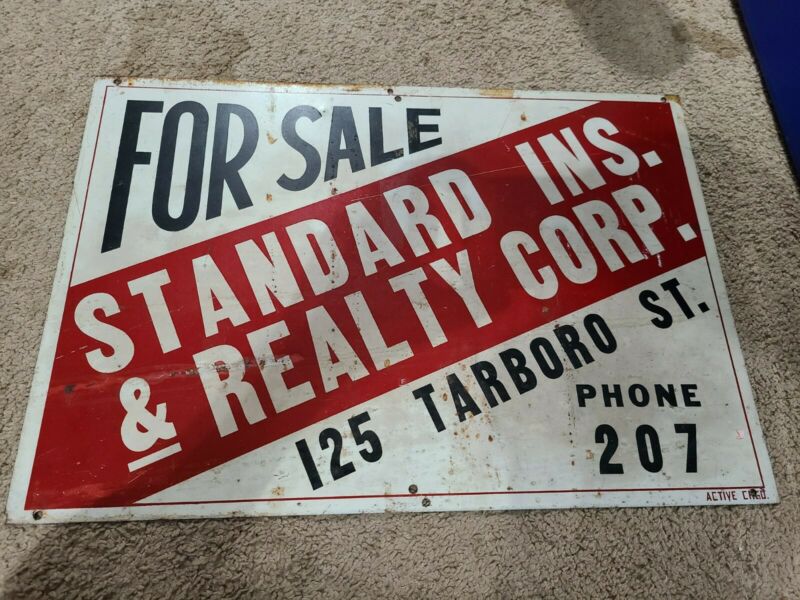 FOR SALE
STANDARD INS.
& REALTY CORP.
125 TARBORO ST.
PHONE
207
ACTIVE CHGO.